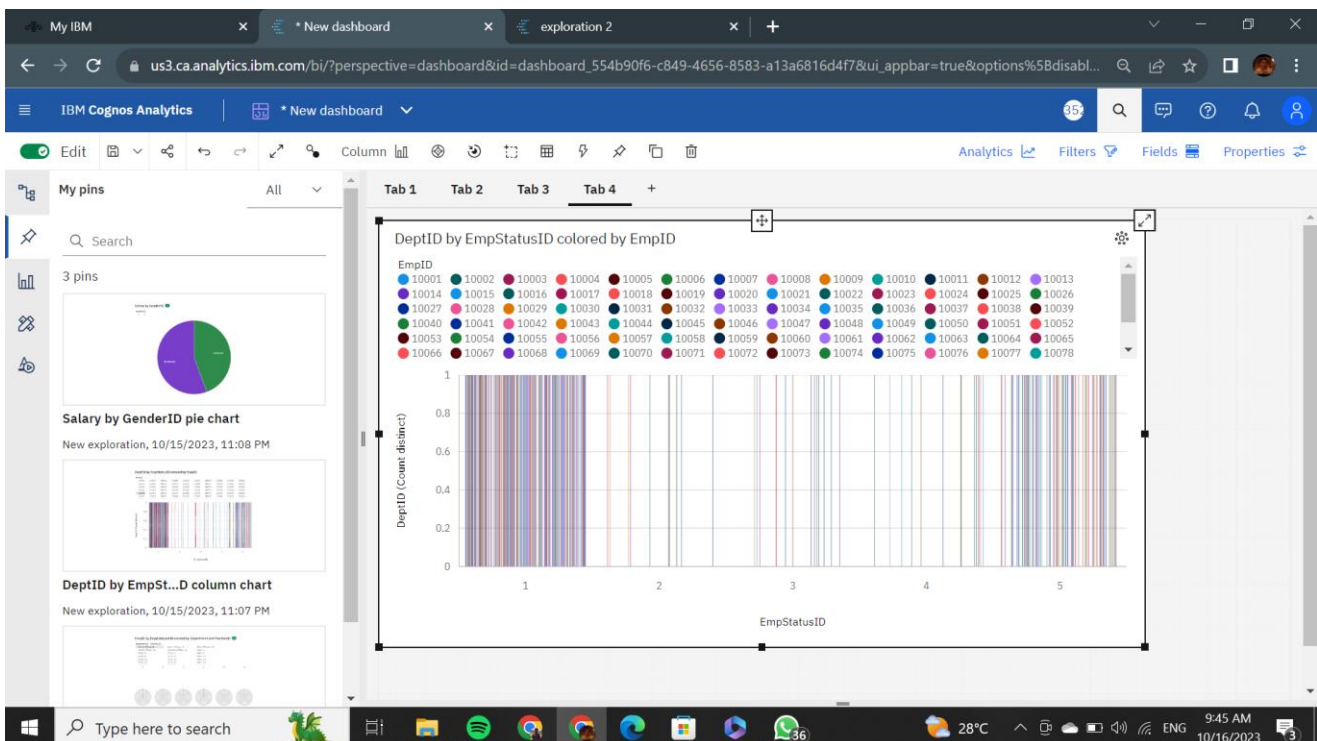 My IBM
* New dashboard
exploration 2
us3.ca.analytics.ibm.com/bi/?perspective=dashboard&id=dashboard_554b90f6-c849-4656-8583-a13a6816d4f7&ui_appbar=true&options%5Bdisabl...
IBM Cognos Analytics
* New dashboard
Edit
Column
Analytics
Filters
Fields
Properties
My pins
All
Search
3 pins
Salary by GenderID pie chart
New exploration, 10/15/2023, 11:08 PM
DeptID by EmpSt...D column chart
New exploration, 10/15/2023, 11:07 PM
Tab 1 Tab 2 Tab 3 Tab 4 +
DeptID by EmpStatusID colored by EmpID
EmpID
10001 10002 10003 10004 10005 10006 10007 10008 10009 10010 10011 10012 10013
10014 10015 10016 10017 10018 10019 10020 10021 10022 10023 10024 10025 10026
10027 10028 10029 10030 10031 10032 10033 10034 10035 10036 10037 10038 10039
10040 10041 10042 10043 10044 10045 10046 10047 10048 10049 10050 10051 10052
10053 10054 10055 10056 10057 10058 10059 10060 10061 10062 10063 10064 10065
10066 10067 10068 10069 10070 10071 10072 10073 10074 10075 10076 10077 10078
DeptID (Count distinct)
1
0.8
0.6
0.4
0.2
0
1 2 3 4 5
EmpStatusID
Type here to search
36
28°C
ENG
9:45 AM
10/16/2023
3